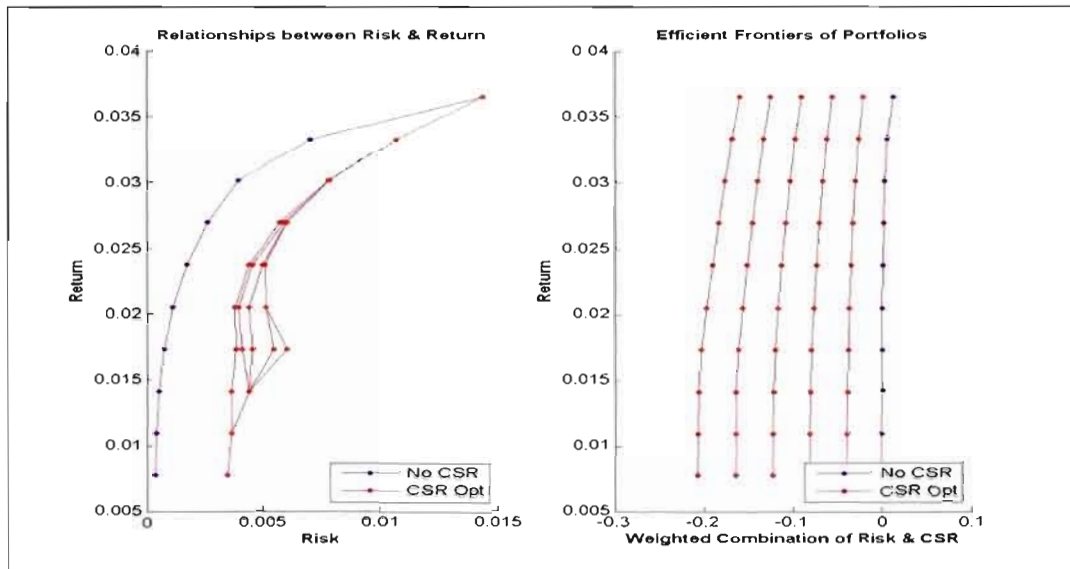 Relationships between Risk & Return
0.04
0.035
0.03
0.025
0.02
0.015
0.01
0.005
0
0.005
0.01
0.015
Return
Risk
No CSR
CSR Opt
Efficient Frontiers of Portfolios
0.04
0.035
0.03
0.025
0.02
0.015
0.01
0.005
-0.3
-0.2
-0.1
0
0.1
Return
Weighted Combination of Risk & CSR
No CSR
CSR Opt